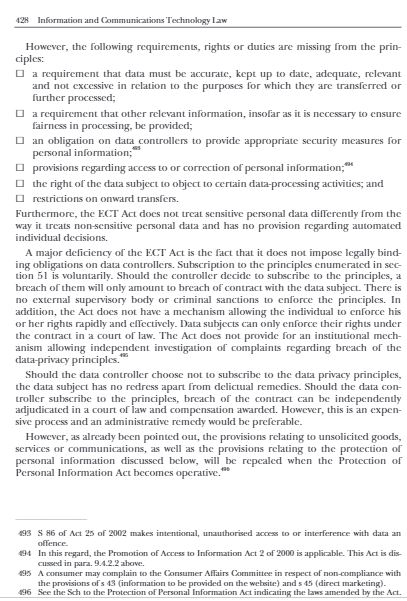 428 Information and Communications Technology Law
However, the following requirements, rights or duties are missing from the prin-
ciples:
☐ a requirement that data must be accurate, kept up to date, adequate, relevant
and not excessive in relation to the purposes for which they are transferred or
further processed;
☐ a requirement that other relevant information, insofar as it is necessary to ensure
fairness in processing, be provided;
☐ an obligation on data controllers to provide appropriate security measures for
personal information;493
☐ provisions regarding access to or correction of personal information;494
☐ the right of the data subject to object to certain data-processing activities; and
☐ restrictions on onward transfers.
Furthermore, the ECT Act does not treat sensitive personal data differently from the
way it treats non-sensitive personal data and has no provision regarding automated
individual decisions.
A major deficiency of the ECT Act is the fact that it does not impose legally bind-
ing obligations on data controllers. Subscription to the principles enumerated in sec-
tion 51 is voluntarily. Should the controller decide to subscribe to the principles, a
breach of them will only amount to breach of contract with the data subject. There is
no external supervisory body or criminal sanctions to enforce the principles. In
addition, the Act does not have a mechanism allowing the individual to enforce his
or her rights rapidly and effectively. Data subjects can only enforce their rights under
the contract in a court of law. The Act does not provide for an institutional mech-
anism allowing independent investigation of complaints regarding breach of the
data-privacy principles.495
Should the data controller choose not to subscribe to the data privacy principles,
the data subject has no redress apart from delictual remedies. Should the data con-
troller subscribe to the principles, breach of the contract can be independently
adjudicated in a court of law and compensation awarded. However, this is an expen-
sive process and an administrative remedy would be preferable.
However, as already been pointed out, the provisions relating to unsolicited goods,
services or communications, as well as the provisions relating to the protection of
personal information discussed below, will be repealed when the Protection of
Personal Information Act becomes operative.496
493 S 86 of Act 25 of 2002 makes intentional, unauthorised access to or interference with data an
offence.
494 In this regard, the Promotion of Access to Information Act 2 of 2000 is applicable. This Act is dis-
cussed in para. 9.4.2.2 above.
495 A consumer may complain to the Consumer Affairs Committee in respect of non-compliance with
the provisions of s 43 (information to be provided on the website) and s 45 (direct marketing).
496 See the Sch to the Protection of Personal Information Act indicating the laws amended by the Act.